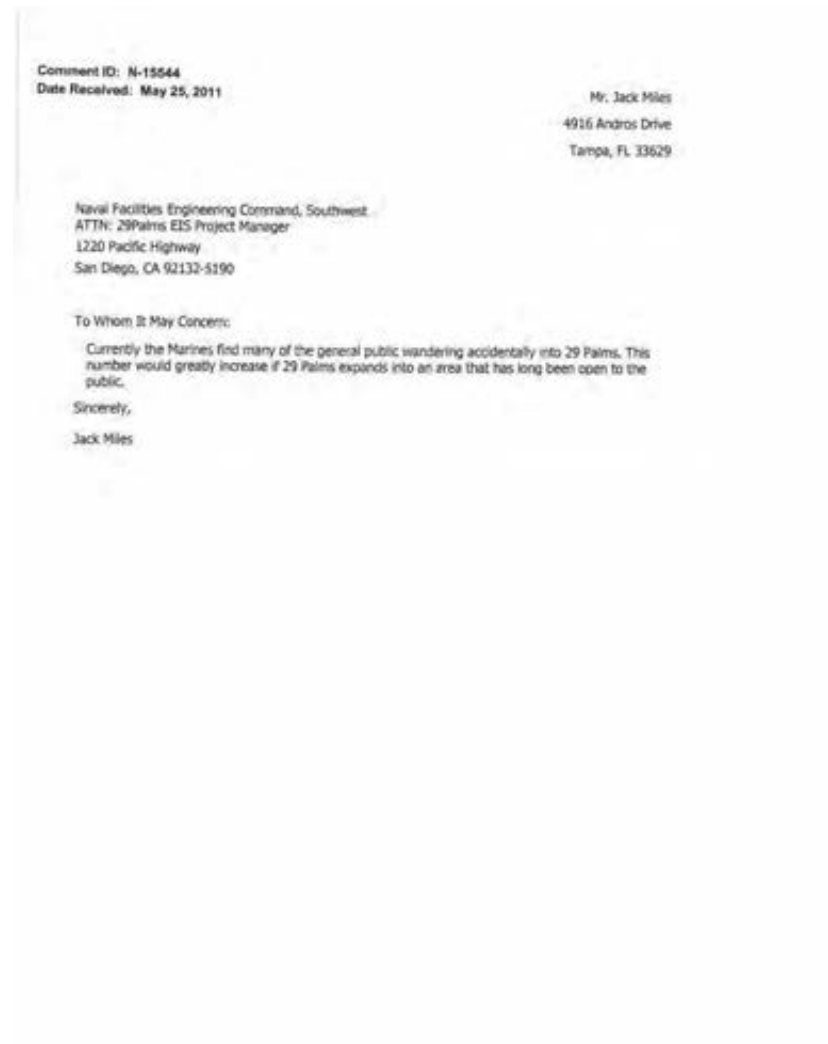 Comment ID: N-15544
Date Received: May 25, 2011
Mr. Jack Miles
4916 Andros Drive
Tampa, FL 33629
Naval Facilities Engineering Command, Southwest
ATTN: 29Palms EIS Project Manager
1220 Pacific Highway
San Diego, CA 92132-5190
To Whom It May Concern:
Currently the Marines find many of the general public wandering accidentally into 29 Palms. This
number would greatly increase if 29 Palms expands into an area that has long been open to the
public.
Sincerely,
Jack Miles